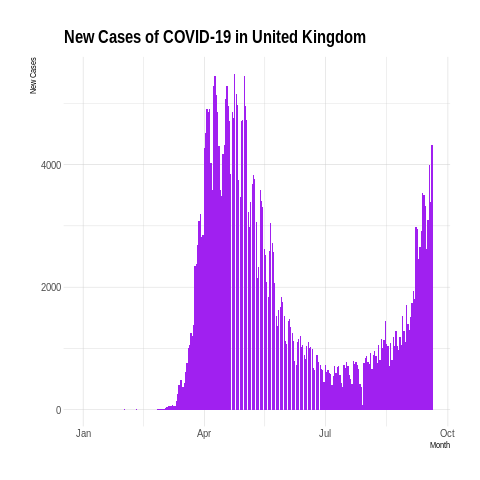 New Cases of COVID-19 in United Kingdom
New Cases
4000
2000
0
Jan Apr Jul Oct
Month